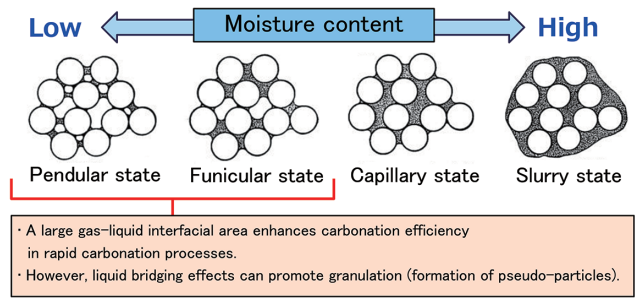 Low
Moisture content
High
Pendular state
Funicular state
Capillary state
Slurry state
・A large gas-liquid interfacial area enhances carbonation efficiency
in rapid carbonation processes.
・However, liquid bridging effects can promote granulation (formation of pseudo-particles).